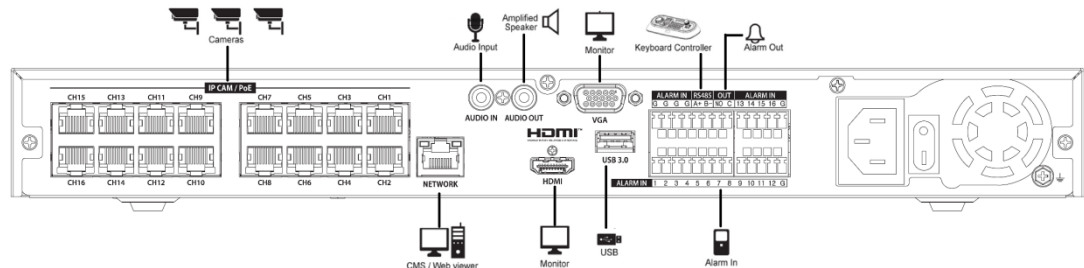 Cameras
Audio Input
Amplified
Speaker
Monitor
Keyboard Controller
Alarm Out
IP CAM / PoE
CH15 CH13 CH11 CH9 CH7 CH5 CH3 CH1
CH16 CH14 CH12 CH10 CH8 CH6 CH4 CH2
NETWORK
AUDIO IN AUDIO OUT
VGA
HDMI
HDMI
USB 3.0
ALARM IN RS485 OUT ALARM IN
G G G G A+ B- NO C 13 14 15 16 G
ALARM IN 1 2 3 4 5 6 7 8 9 10 11 12 G
CMS / Web viewer
Monitor
USB
Alarm In